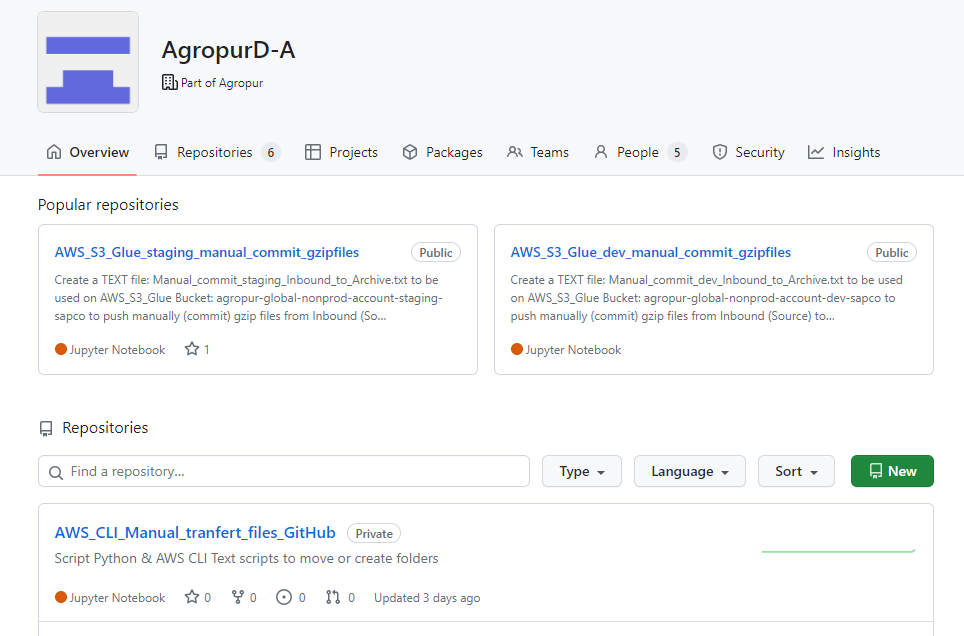 AgropurD-A
Part of Agropur
Overview Repositories 6 Projects Packages Teams People 5 Security Insights
Popular repositories
AWS_S3_Glue_staging_manual_commit_gzipfiles Public
Create a TEXT file: Manual_commit_staging_Inbound_to_Archive.txt to be
used on AWS_S3_Glue Bucket: agropur-global-nonprod-account-staging-
sapco to push manually (commit) gzip files from Inbound (So...
Jupyter Notebook 1
AWS_S3_Glue_dev_manual_commit_gzipfiles Public
Create a TEXT file: Manual_commit_dev_Inbound_to_Archive.txt to be used
on AWS_S3_Glue Bucket: agropur-global-nonprod-account-dev-sapco to
push manually (commit) gzip files from Inbound (Source) to...
Jupyter Notebook
Repositories
Find a repository... Type Language Sort New
AWS_CLI_Manual_tranfert_files_GitHub Private
Script Python & AWS CLI Text scripts to move or create folders
Jupyter Notebook 0 0 0 0 Updated 3 days ago